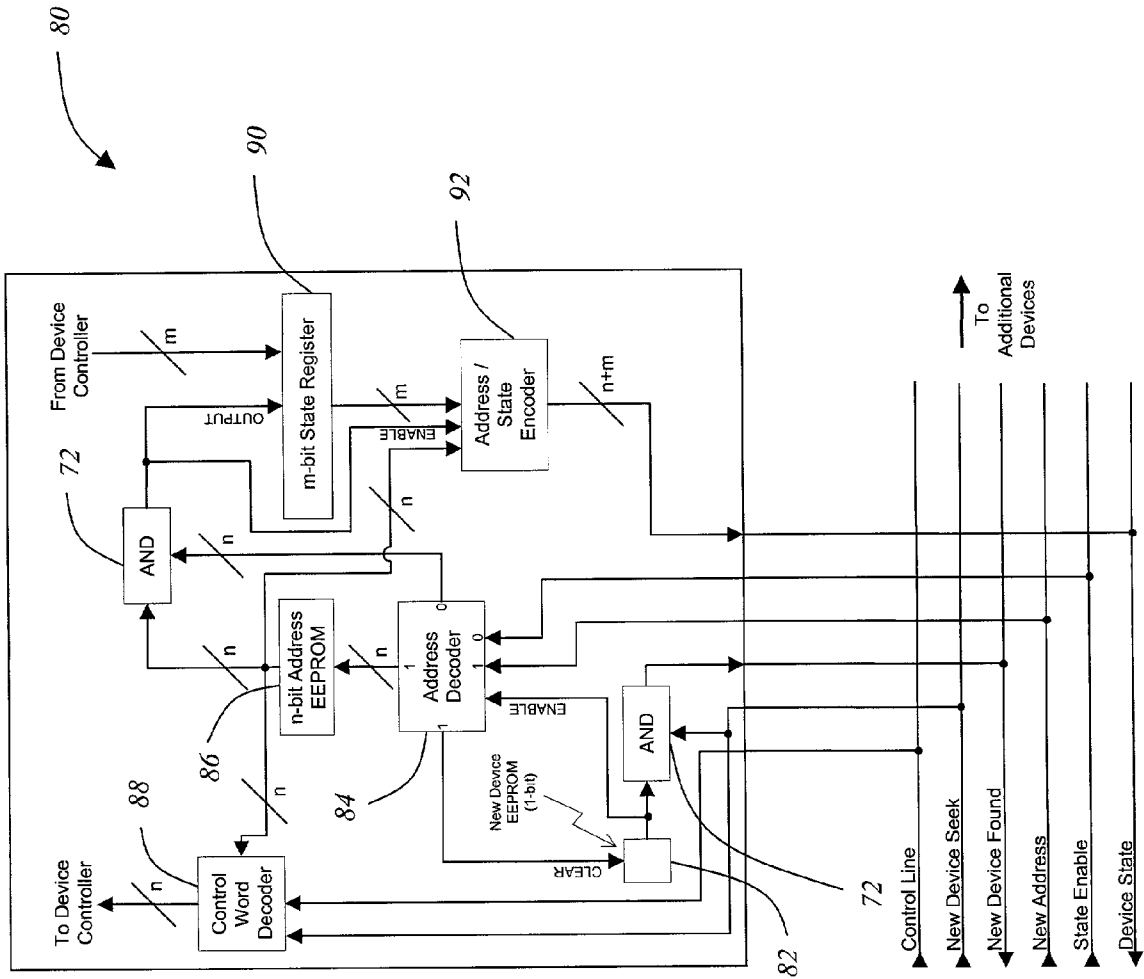 80
To Device
Controller
n
88
Control
Word
Decoder
n
86
n-bit Address
EEPROM
n
84
n
1
Address
Decoder
0
1
1
0
ENABLE
CLEAR
New Device
EEPROM
(1-bit)
82
AND
72
72
AND
n
n
OUTPUT
From Device
Controller
m
90
m-bit State Register
m
ENABLE
92
Address /
State
Encoder
n+m
Control Line
New Device Seek
New Device Found
New Address
State Enable
Device State
To
Additional
Devices